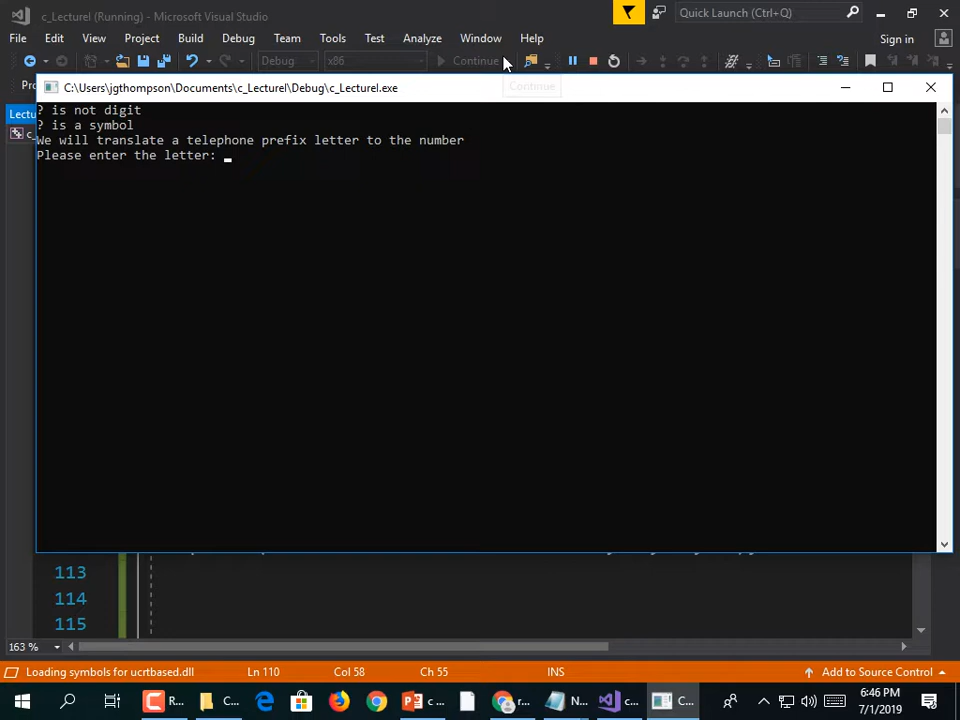 c_Lecturel (Running) - Microsoft Visual Studio
Quick Launch (Ctrl+Q)
File Edit View Project Build Debug Team Tools Test Analyze Window Help
Sign in
Debug x86 Continue
Continue
C:\Users\jgthompson\Documents\c_Lecturel\Debug\c_Lecturel.exe
? is not digit
? is a symbol
We will translate a telephone prefix letter to the number
Please enter the letter:
113
114
115
163 %
Loading symbols for ucrtbased.dll Ln 110 Col 58 Ch 55 INS Add to Source Control
R... C... c ... r... N... c... C...
6:46 PM
7/1/2019